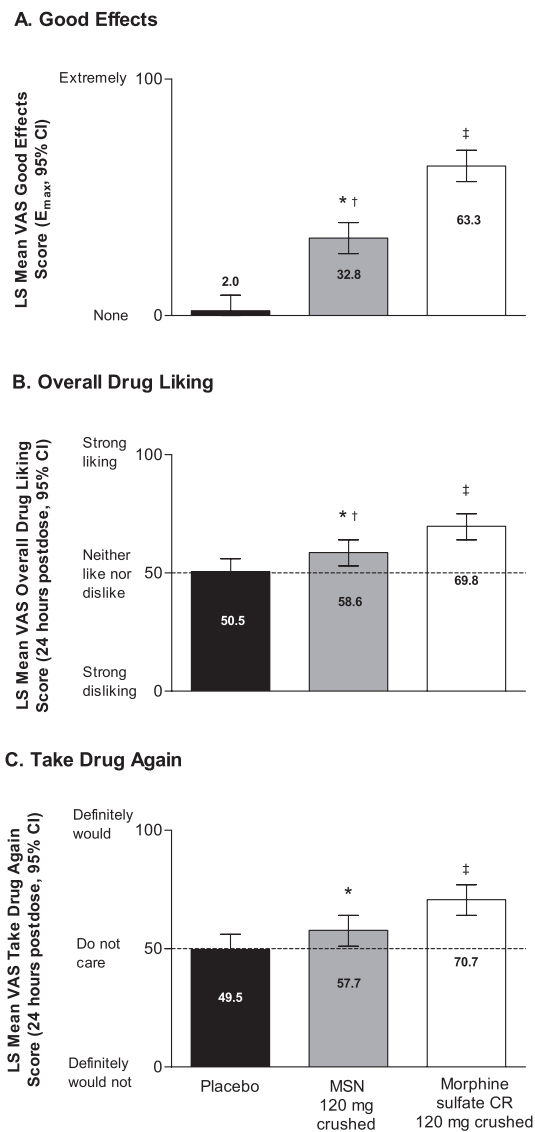 A. Good Effects
LS Mean VAS Good Effects
Score (Emax, 95% CI)
Extremely 100
None 0
2.0
* †
32.8
‡
63.3
B. Overall Drug Liking
LS Mean VAS Overall Drug Liking
Score (24 hours postdose, 95% CI)
Strong
liking
100
Neither
like nor
dislike
50
Strong
disliking
0
50.5
* †
58.6
‡
69.8
C. Take Drug Again
LS Mean VAS Take Drug Again
Score (24 hours postdose, 95% CI)
Definitely
would
100
Do not
care
50
Definitely
would not
0
49.5
*
57.7
‡
70.7
Placebo
MSN
120 mg
crushed
Morphine
sulfate CR
120 mg crushed